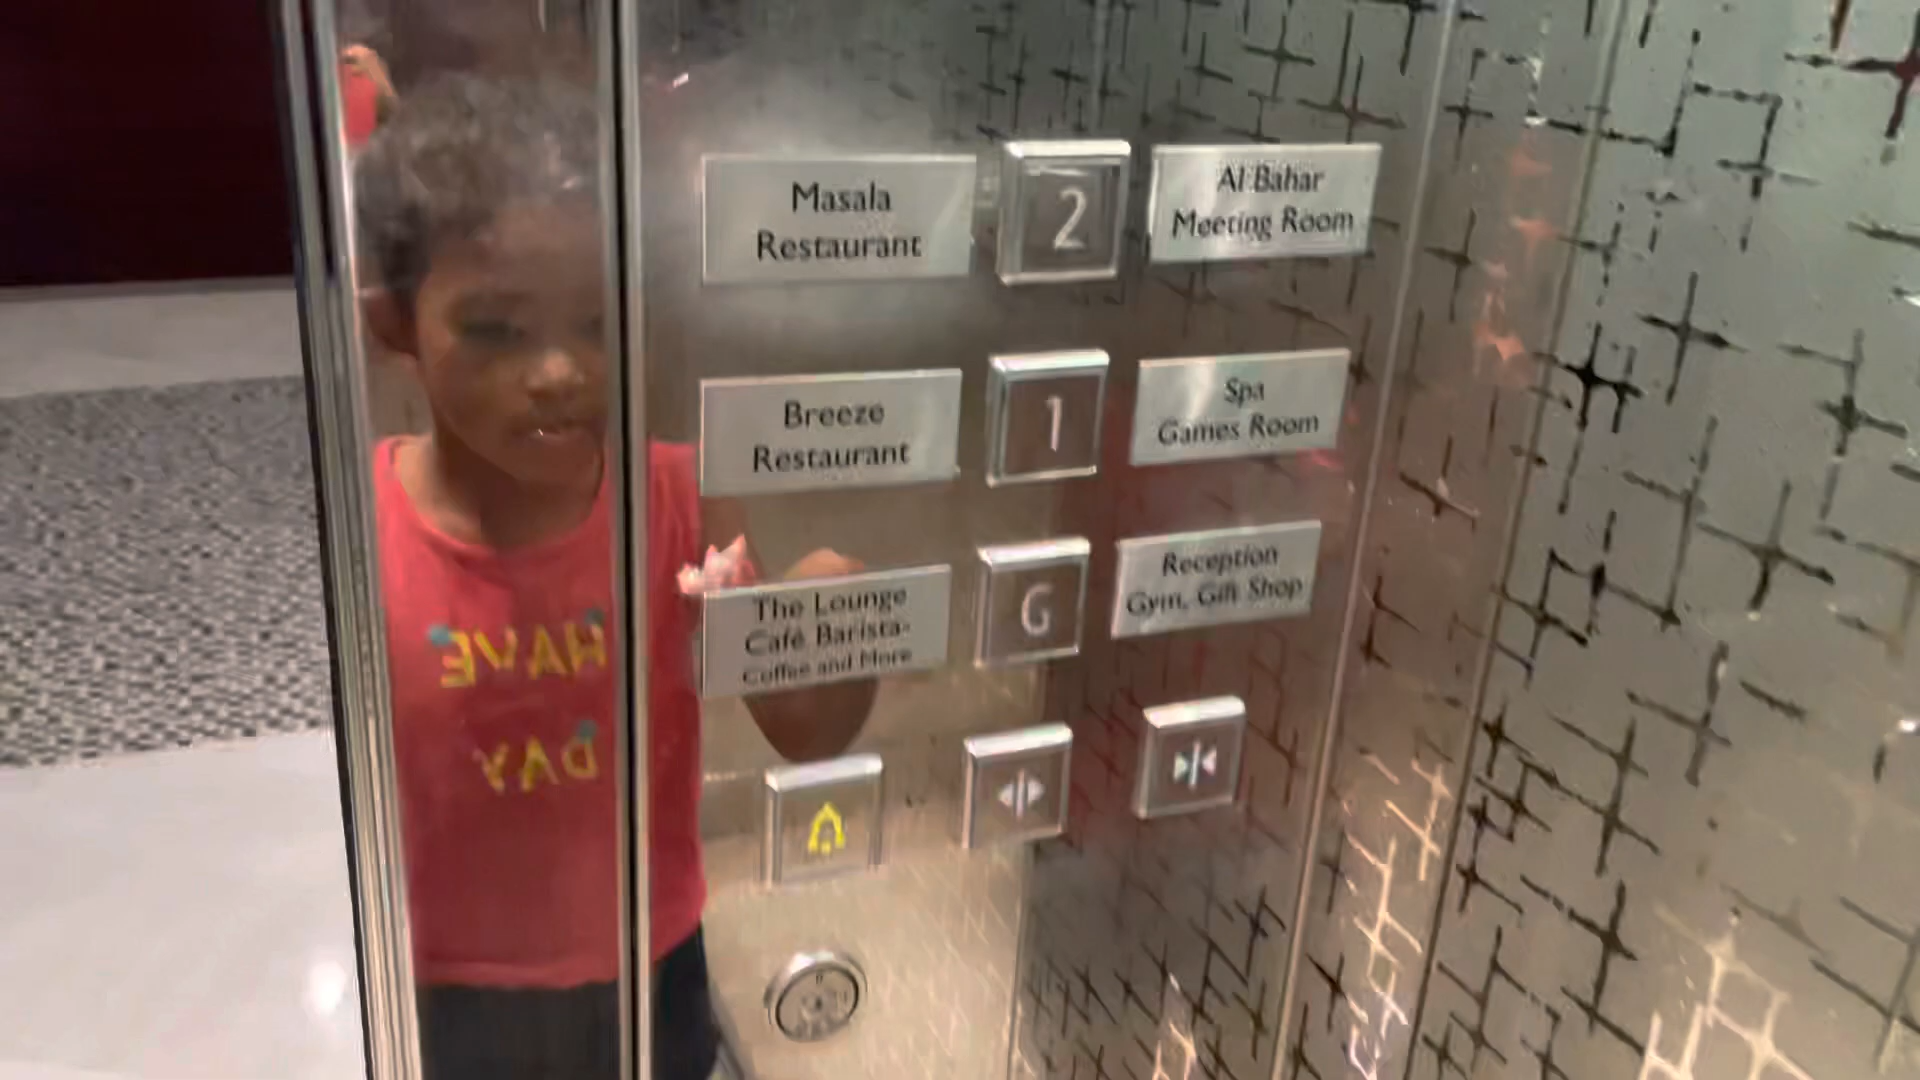 Masala
Restaurant
2
Al Bahar
Meeting Room
Breeze
Restaurant
1
Spa
Games Room
The Lounge
Café Barista-
Coffee and More
G
Reception
Gym, Gift Shop
HAVE
DAY